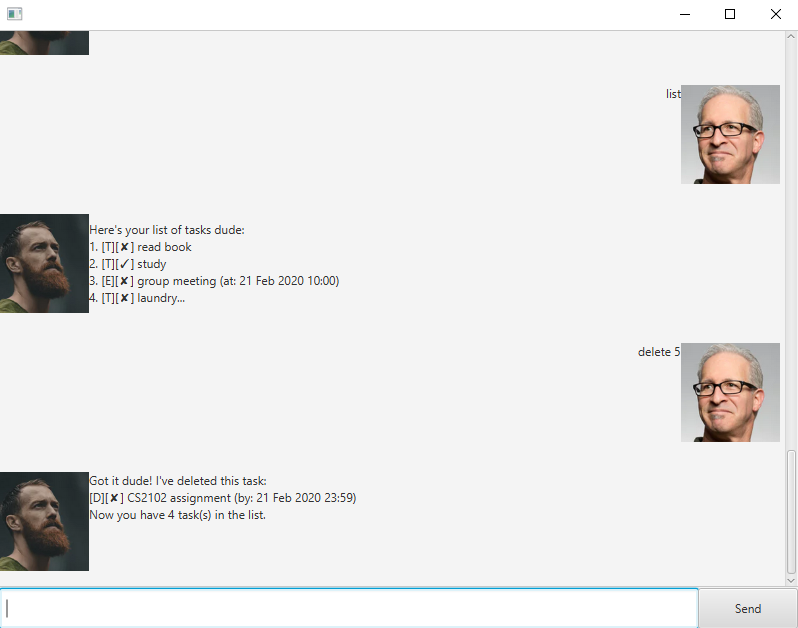 list
Here's your list of tasks dude:
1. [T][✘] read book
2. [T][✓] study
3. [E][✘] group meeting (at: 21 Feb 2020 10:00)
4. [T][✘] laundry...
delete 5
Got it dude! I've deleted this task:
[D][✘] CS2102 assignment (by: 21 Feb 2020 23:59)
Now you have 4 task(s) in the list.
Send